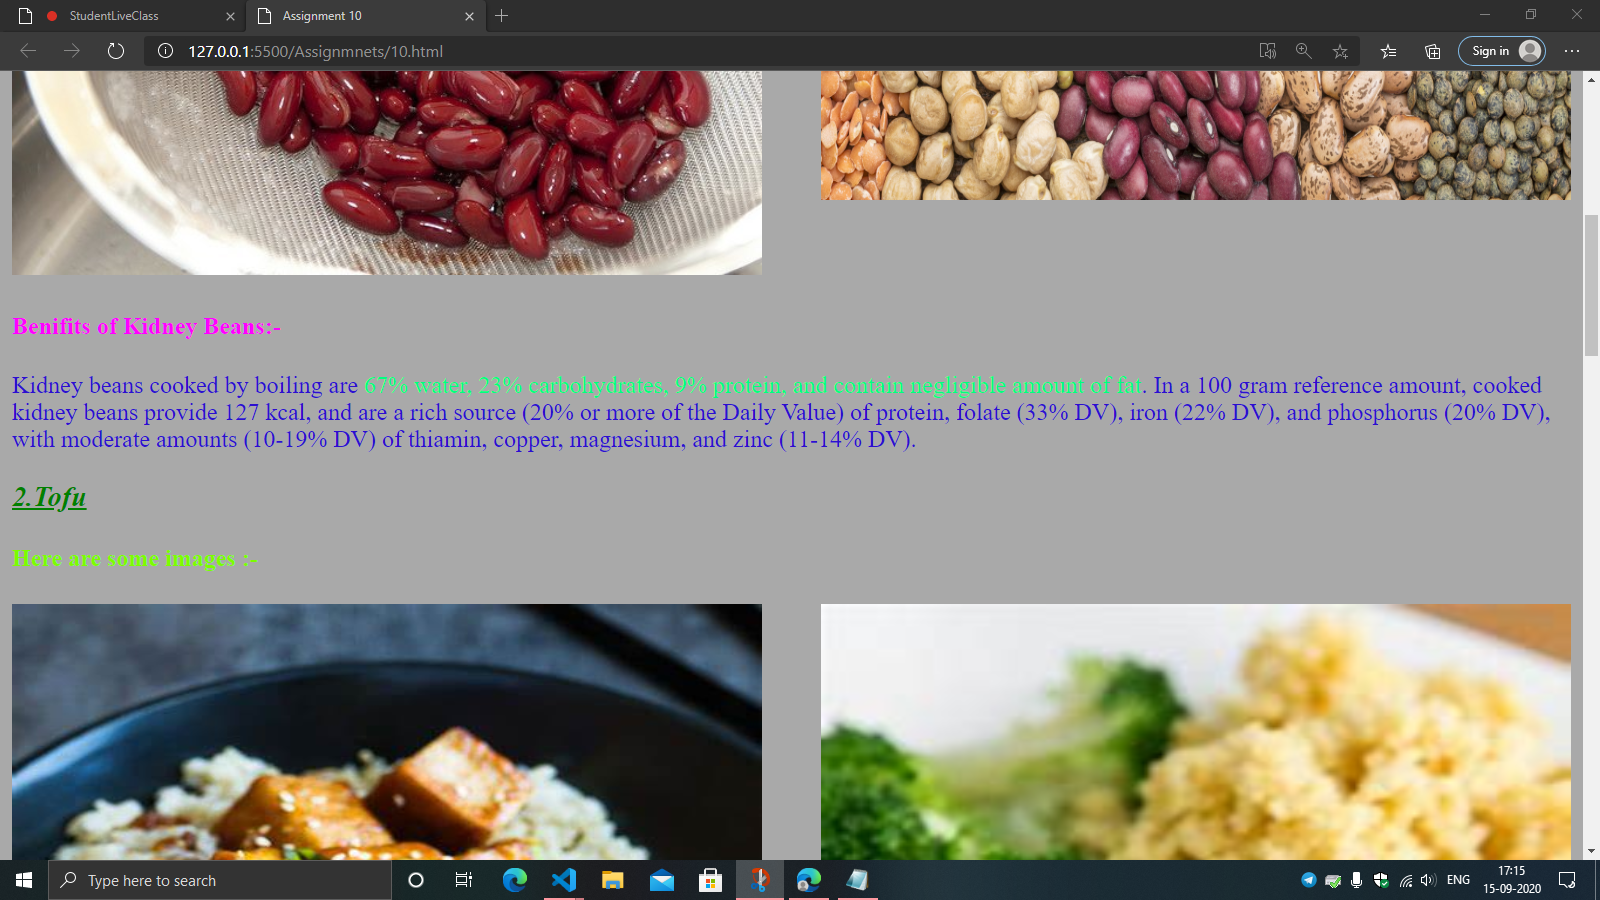 StudentLiveClass
Assignment 10
127.0.0.1:5500/Assignmnets/10.html
Sign in
Benifits of Kidney Beans:-
Kidney beans cooked by boiling are 67% water, 23% carbohydrates, 9% protein, and contain negligible amount of fat. In a 100 gram reference amount, cooked
kidney beans provide 127 kcal, and are a rich source (20% or more of the Daily Value) of protein, folate (33% DV), iron (22% DV), and phosphorus (20% DV),
with moderate amounts (10-19% DV) of thiamin, copper, magnesium, and zinc (11-14% DV).
2.Tofu
Here are some images :-
Type here to search
ENG
17:15
15-09-2020